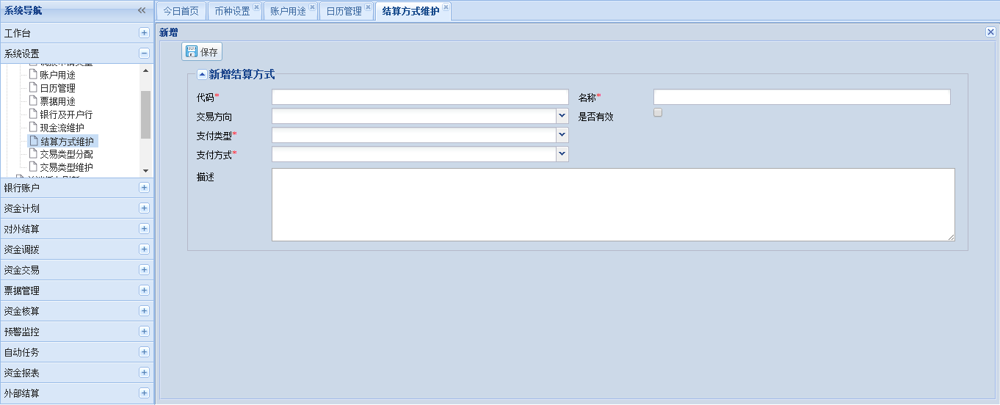 系统导航
工作台
系统设置
账户用途
日历管理
票据用途
银行及开户行
现金流维护
结算方式维护
交易类型分配
交易类型维护
银行账户
资金计划
对外结算
资金调拨
资金交易
票据管理
资金核算
预警监控
自动任务
资金报表
外部结算
今日首页 币种设置 账户用途 日历管理 结算方式维护
新增
保存
新增结算方式
代码* 名称*
交易方向 是否有效
支付类型*
支付方式*
描述